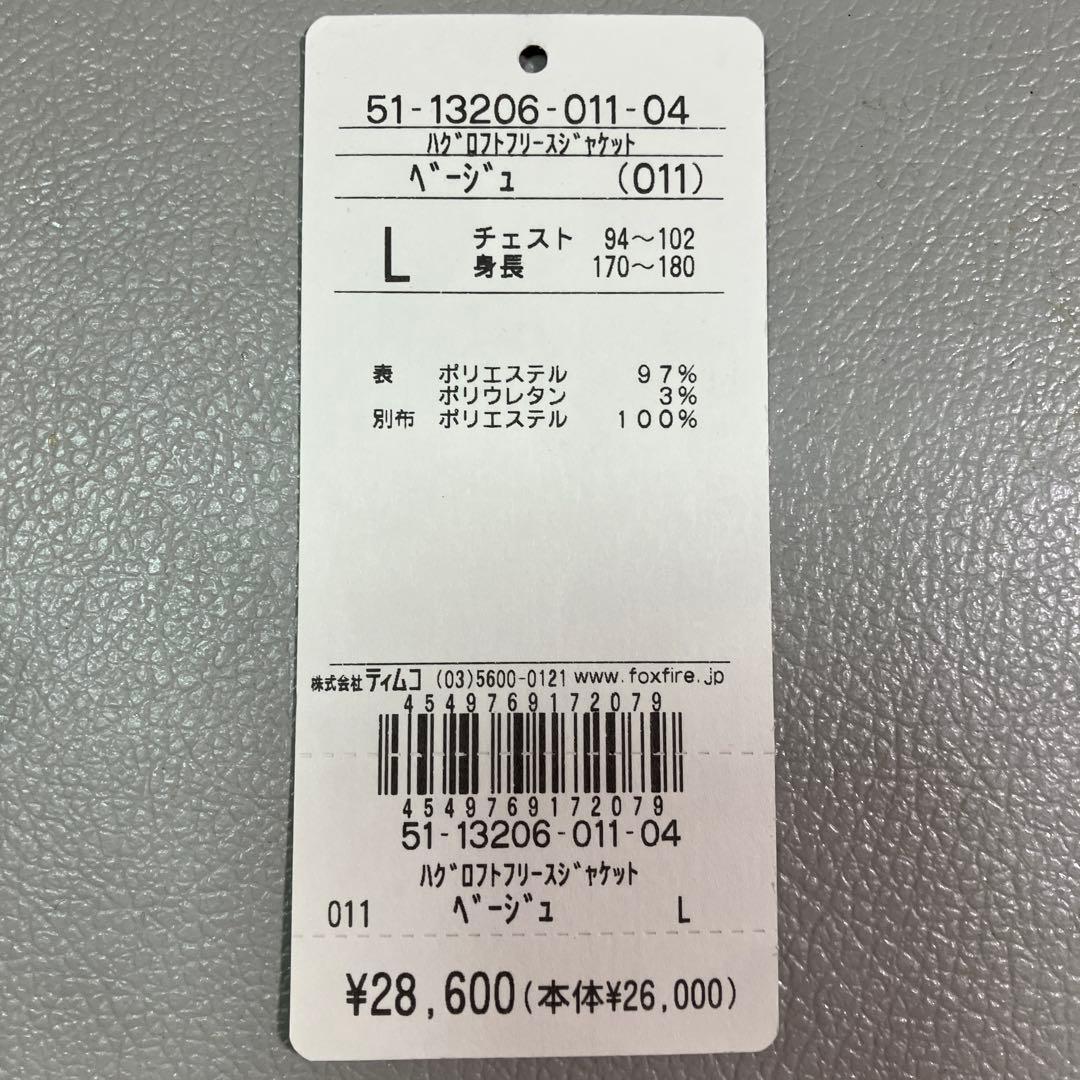 51-13206-011-04
ﾊｸﾞﾛﾌﾄﾌﾘｰｽｼﾞｬｹｯﾄ
ﾍﾞｰｼﾞｭ (011)
L チェスト 94～102
身長 170～180
表 ポリエステル 97%
ポリウレタン 3%
別布 ポリエステル 100%
株式会社 ティムコ (03)5600-0121 www.foxfire.jp
4549769172079
4549769172079
51-13206-011-04
ﾊｸﾞﾛﾌﾄﾌﾘｰｽｼﾞｬｹｯﾄ
011 ﾍﾞｰｼﾞｭ L
¥28,600(本体¥26,000)